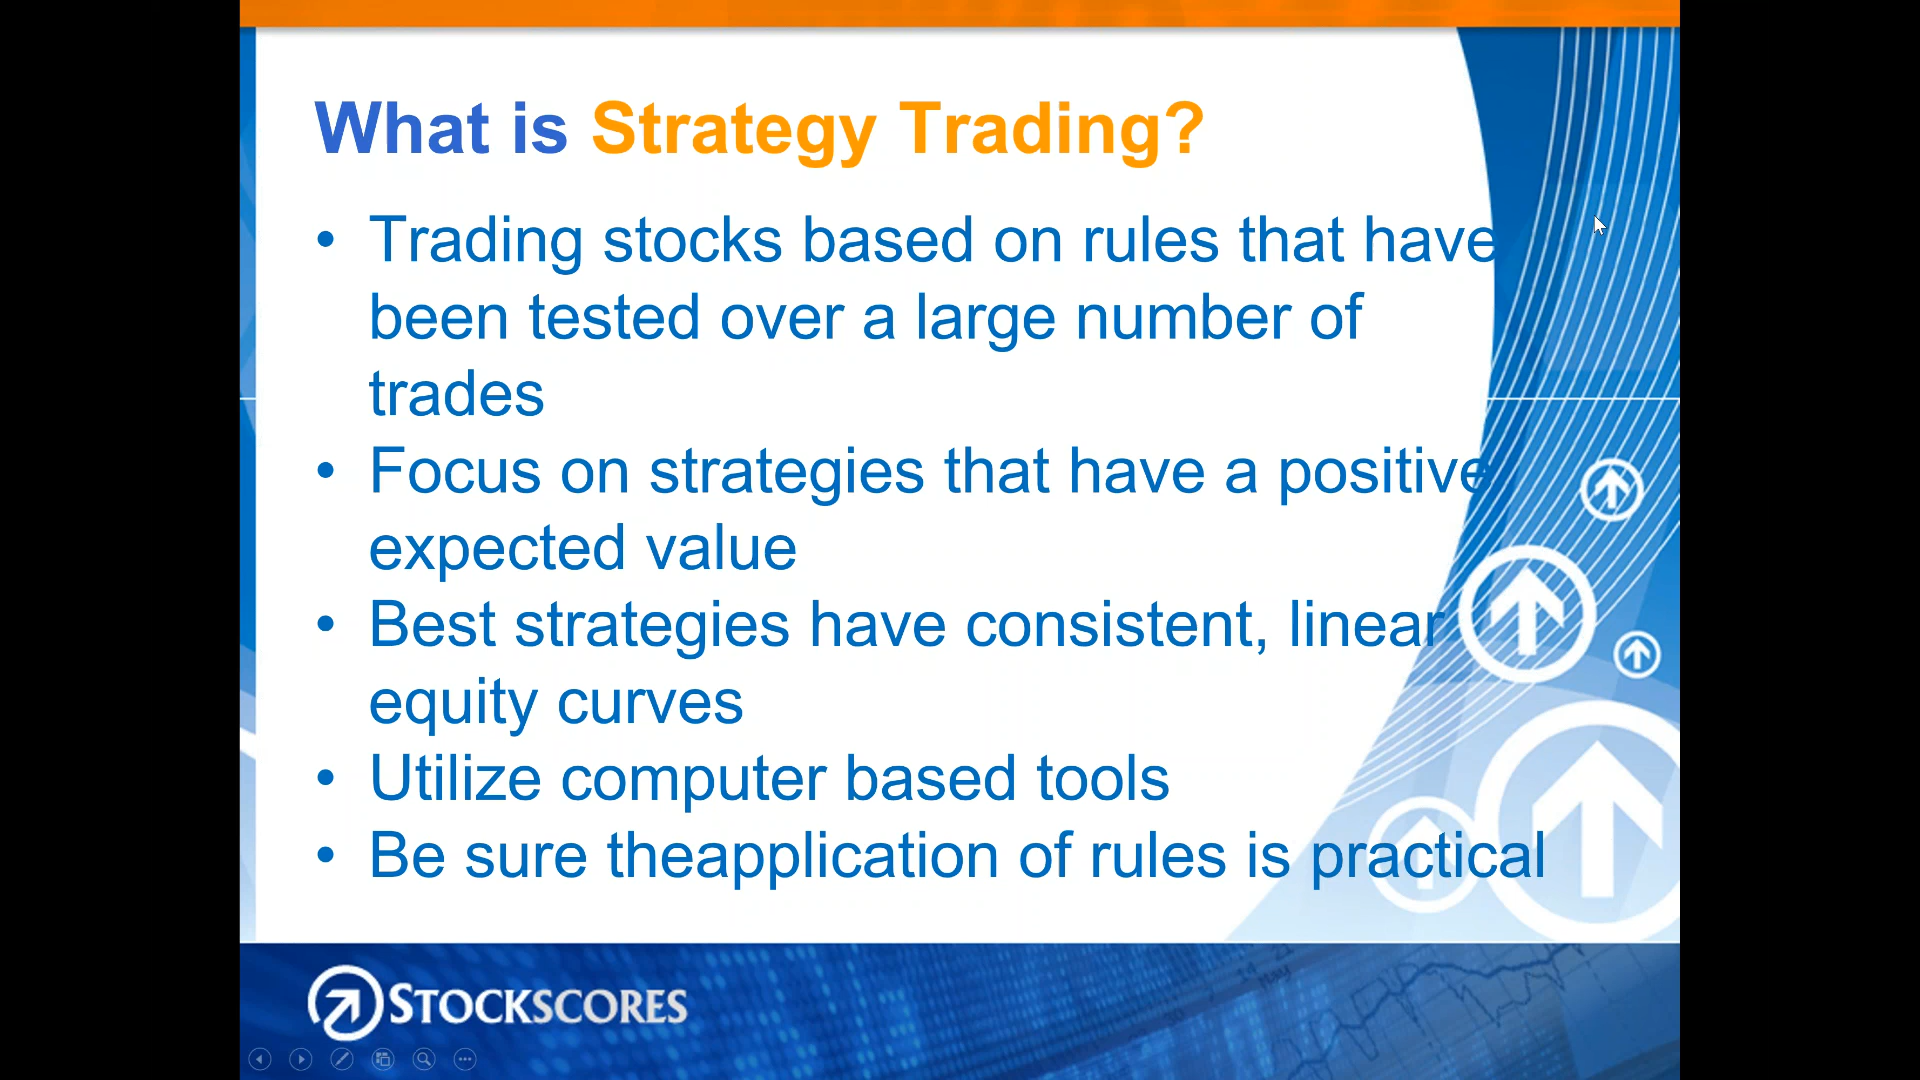 What is Strategy Trading?
• Trading stocks based on rules that have
been tested over a large number of
trades
• Focus on strategies that have a positive
expected value
• Best strategies have consistent, linear
equity curves
• Utilize computer based tools
• Be sure theapplication of rules is practical
STOCKSCORES